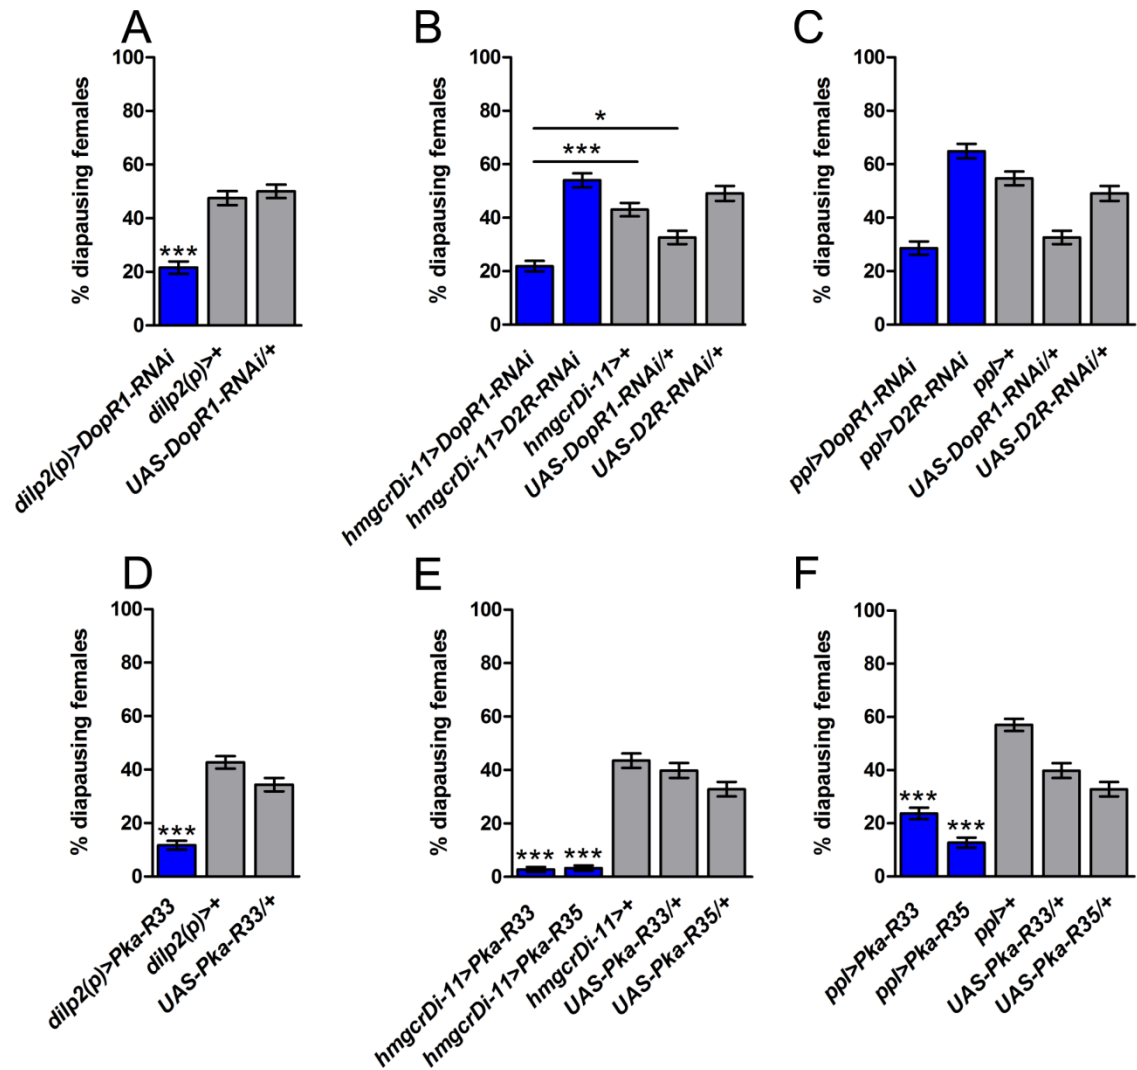 A
% diapausing females
100
80
60
40
20
0
***
dilp2(p)>DopR1-RNAi
dilp2(p)>+
UAS-DopR1-RNAi/+
B
% diapausing females
100
80
60
40
20
0
*
***
hmgcrDi-11>DopR1-RNAi
hmgcrDi-11>D2R-RNAi
hmgcrDi-11>+
UAS-DopR1-RNAi/+
UAS-D2R-RNAi/+
C
% diapausing females
100
80
60
40
20
0
ppl>DopR1-RNAi
ppl>D2R-RNAi
ppl>+
UAS-DopR1-RNAi/+
UAS-D2R-RNAi/+
D
% diapausing females
100
80
60
40
20
0
***
dilp2(p)>Pka-R33
dilp2(p)>+
UAS-Pka-R33/+
E
% diapausing females
100
80
60
40
20
0
***
***
hmgcrDi-11>Pka-R33
hmgcrDi-11>Pka-R35
hmgcrDi-11>+
UAS-Pka-R33/+
UAS-Pka-R35/+
F
% diapausing females
100
80
60
40
20
0
***
***
ppl>Pka-R33
ppl>Pka-R35
ppl>+
UAS-Pka-R33/+
UAS-Pka-R35/+